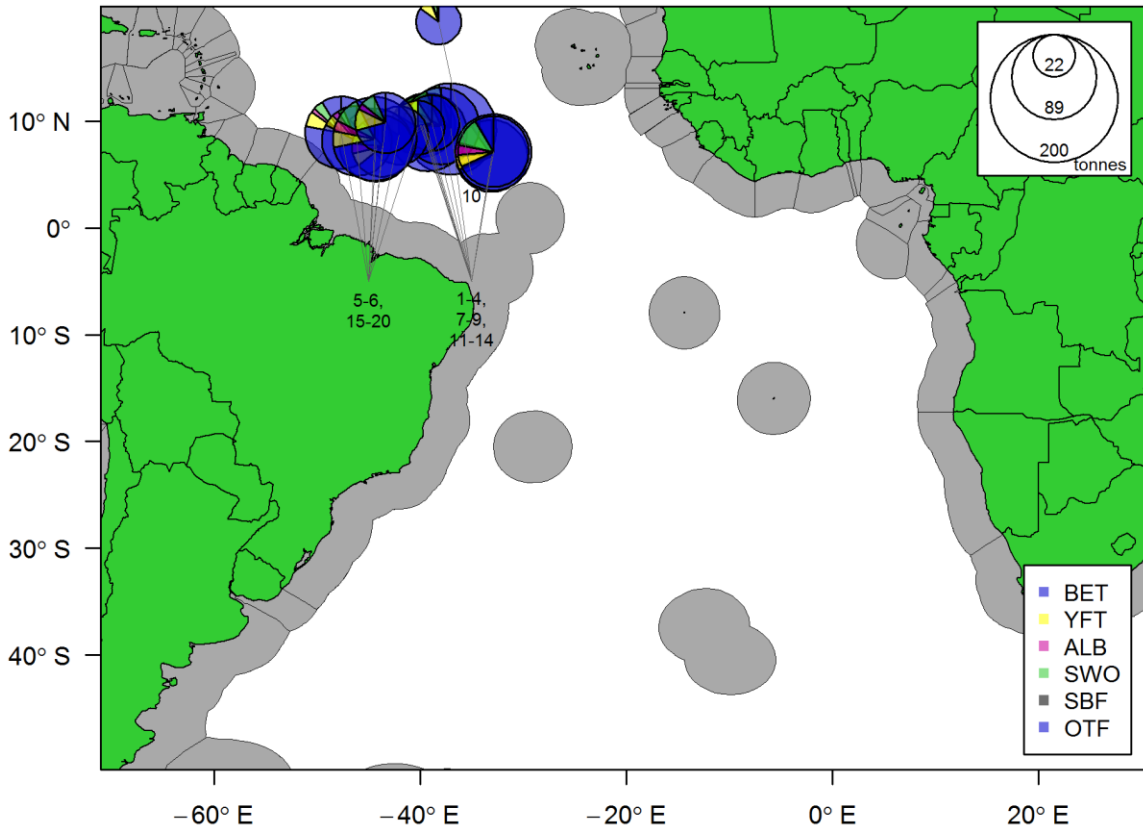 22
89
200
tonnes
10° N
0°
10° S
20° S
30° S
40° S
10
5-6,
15-20
1-4,
7-9,
11-14
BET
YFT
ALB
SWO
SBF
OTF
−60° E
−40° E
−20° E
0° E
20° E